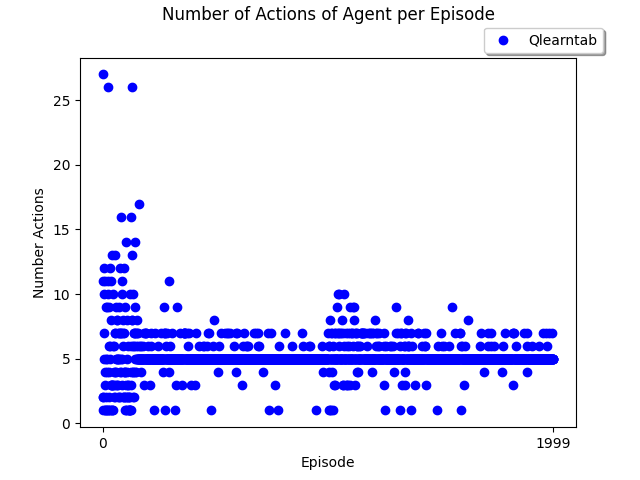 Number of Actions of Agent per Episode
Qlearntab
Number Actions
25
20
15
10
5
0
0
1999
Episode